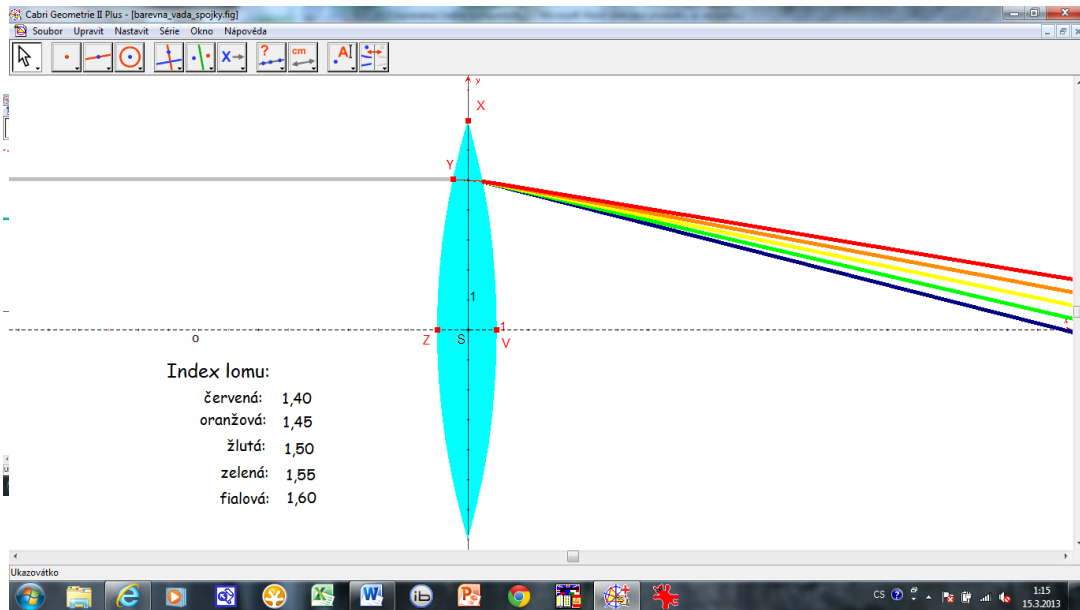 Cabri Geometrie II Plus - [barevna_vada_spojky.fig]
Soubor Upravit Nastavit Série Okno Nápověda
? cm AI
y
X
Y
1
o
Z S 1 V
x
Index lomu:
červená: 1,40
oranžová: 1,45
žlutá: 1,50
zelená: 1,55
fialová: 1,60
Ukazovátko
CS 1:15
15.3.2013